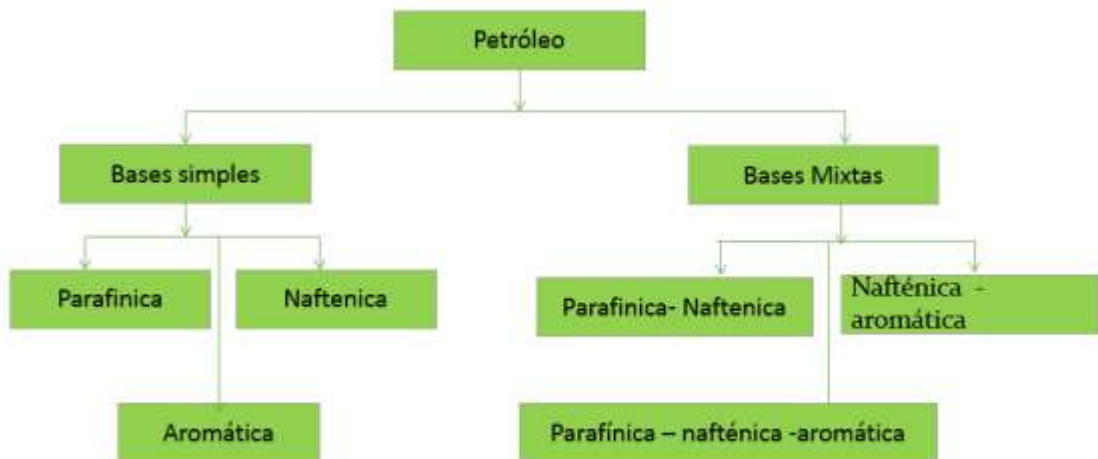 Petróleo
Bases simples
Bases Mixtas
Parafinica
Naftenica
Parafinica- Naftenica
Nafténica -
aromática
Aromática
Parafínica – nafténica -aromática